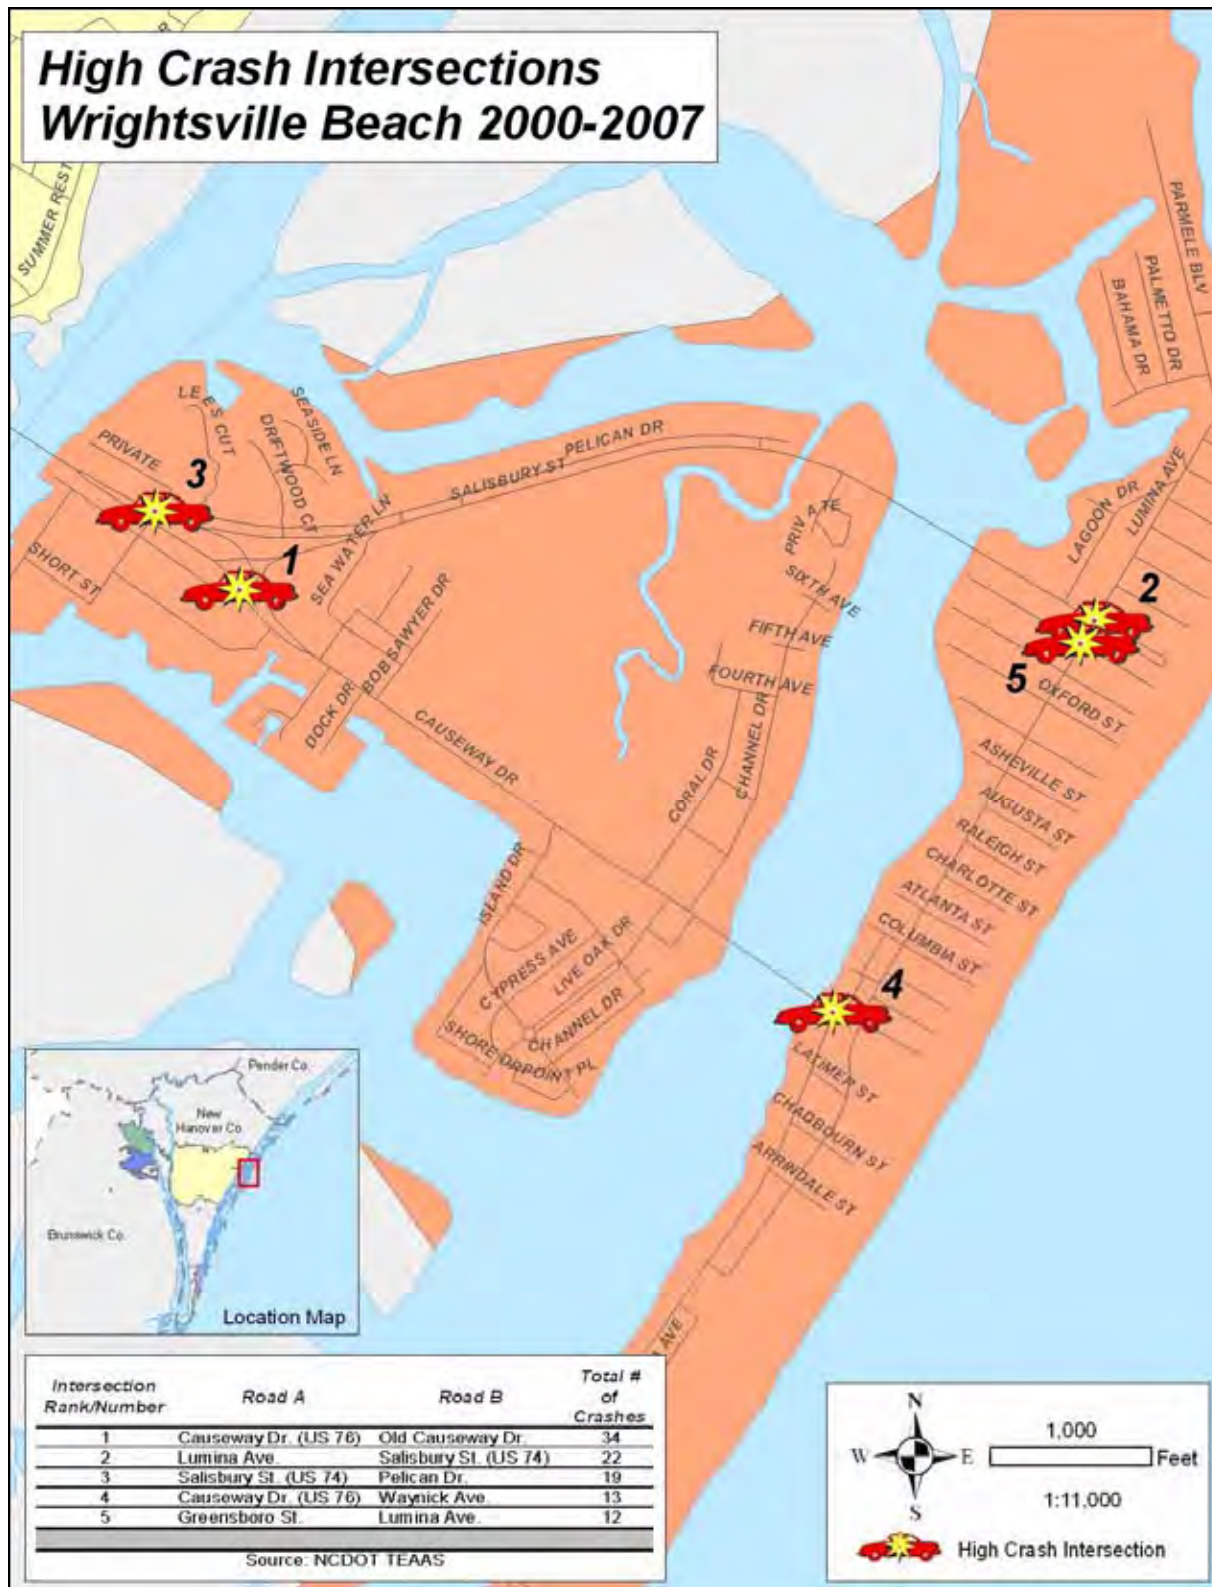 High Crash Intersections
Wrightsville Beach 2000-2007
SUMMER REST
PARMELE BLV
PALMETTO DR
BAHAMA DR
LEES CUT
SEASIDE LN
DRIFTWOOD CT
PRIVATE
3
PELICAN DR
SALISBURY ST
LUMINA AVE
LAGOON DR
PRIVATE
SEA WATER LN
1
SHORT ST
SIXTH AVE
2
BOB SAWYER DR
FIFTH AVE
5
FOURTH AVE
OXFORD ST
DOCK DR
CAUSEWAY DR
CORAL DR
CHANNEL DR
ASHEVILLE ST
AUGUSTA ST
RALEIGH ST
CHARLOTTE ST
ISLAND DR
ATLANTA ST
COLUMBIA ST
CYPRESS AVE
LIVE OAK DR
4
CHANNEL DR
SHORE DR
POINT PL
LATIMER ST
CHADBOURN ST
ARRINDALE ST
AVE
Pender Co.
New
Hanover Co.
Brunswick Co.
Location Map
Intersection Rank/Number Road A Road B Total # of Crashes
1 Causeway Dr. (US 76) Old Causeway Dr. 34
2 Lumina Ave. Salisbury St. (US 74) 22
3 Salisbury St. (US 74) Pelican Dr. 19
4 Causeway Dr. (US 76) Waynick Ave. 13
5 Greensboro St. Lumina Ave. 12
Source: NCDOT TEAAS
N
W E
S
1,000
Feet
1:11,000
High Crash Intersection